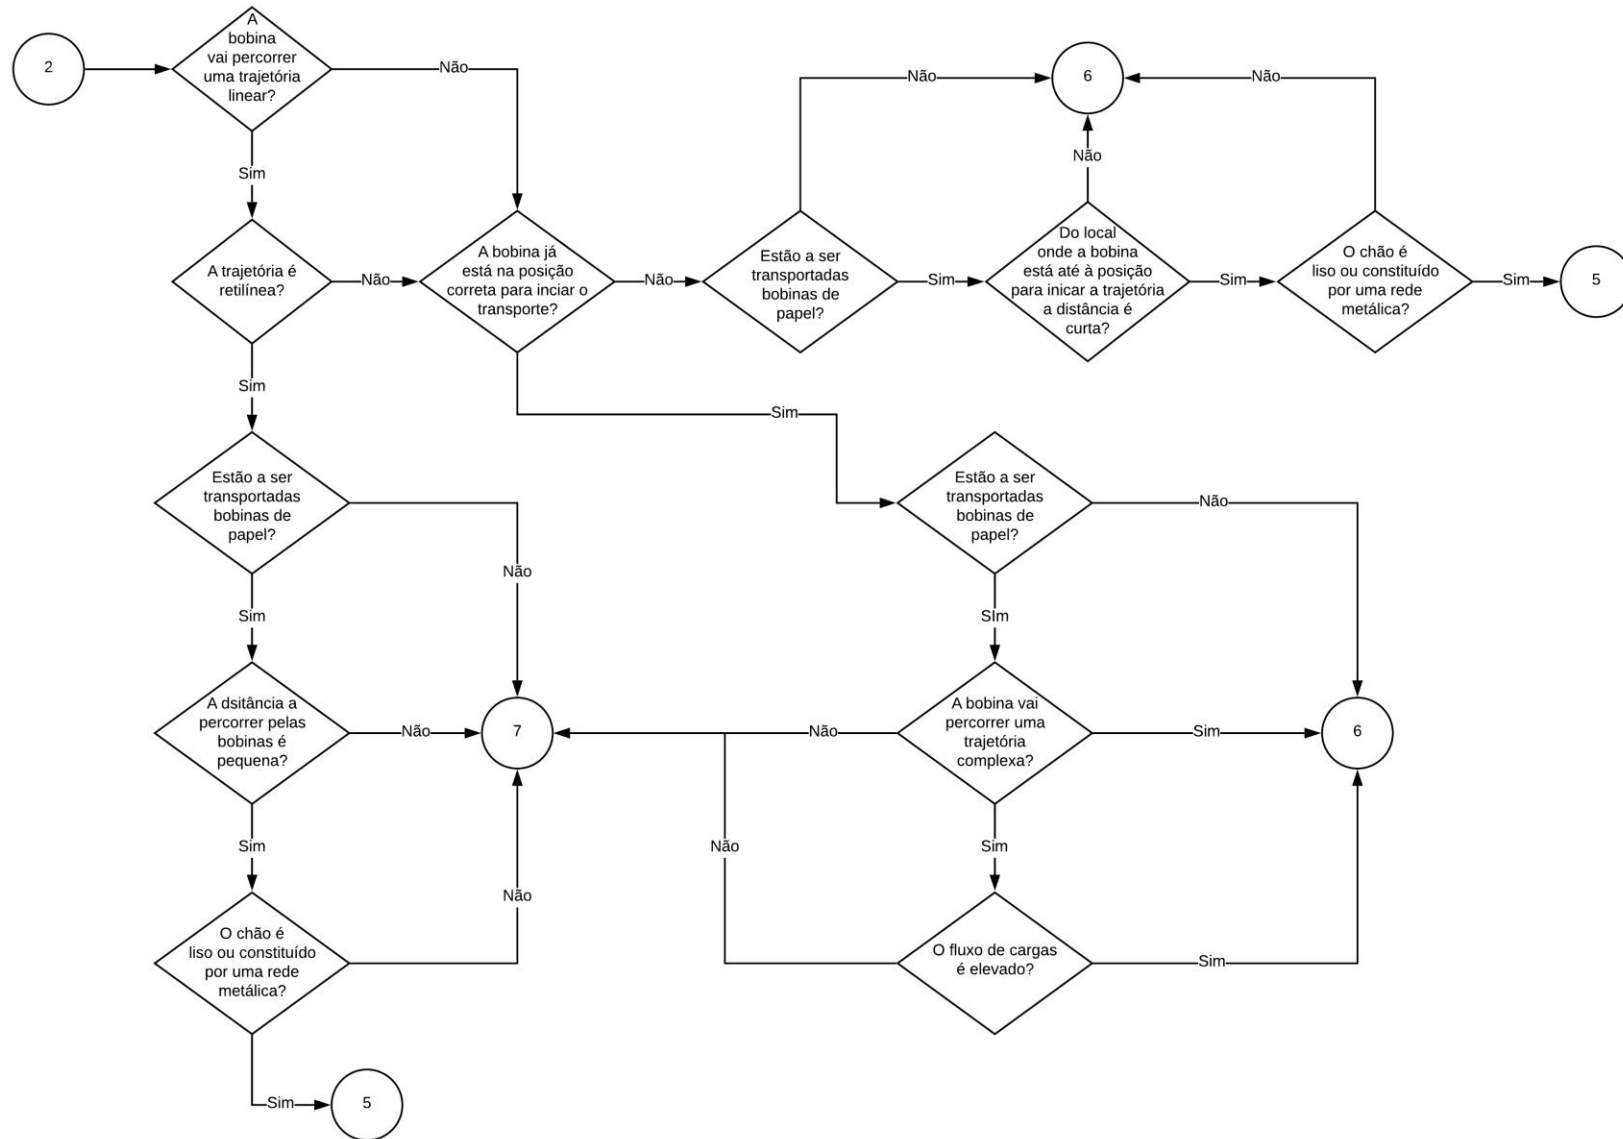 2
A
bobina
vai percorrer
uma trajetória
linear?
Não
Sim
Não
6
Não
Não
A trajetória é
retilínea?
Não
A bobina já
está na posição
correta para inciar o
transporte?
Não
Estão a ser
transportadas
bobinas de
papel?
Sim
Do local
onde a bobina
está até à posição
para inicar a trajetória
a distância é
curta?
Sim
O chão é
liso ou constituído
por uma rede
metálica?
Sim
5
Sim
Sim
Estão a ser
transportadas
bobinas de
papel?
Não
Sim
Estão a ser
transportadas
bobinas de
papel?
Não
SIm
A dsitância a
percorrer pelas
bobinas é
pequena?
Não
7
Não
A bobina vai
percorrer uma
trajetória
complexa?
Sim
6
Sim
Não
Não
Sim
O chão é
liso ou constituído
por uma rede
metálica?
O fluxo de cargas
é elevado?
Sim
Sim
5